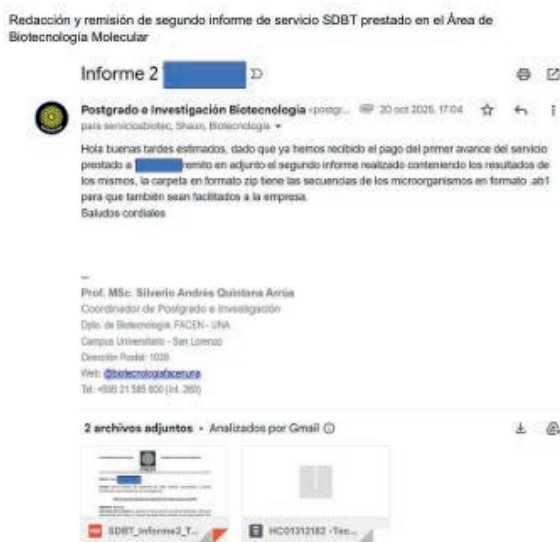 Redacción y remisión de segundo informe de servicio SDBT prestado en el Área de
Biotecnología Molecular
Informe 2
Postgrado e Investigación Biotecnologia <postgr... 20 oct 2025, 17:04
para serviciosbiotec, Shaun, Biotecnología
Hola buenas tardes estimados, dado que ya hemos recibido el pago del primer avance del servicio
prestado a remito en adjunto el segundo informe realizado conteniendo los resultados de
los mismos, la carpeta en formato zip tiene las secuencias de los microorganismos en formato .ab1
para que también sean facilitados a la empresa.
Saludos cordiales
--
Prof. MSc. Silverio Andrés Quintana Arrúa
Coordinador de Postgrado e Investigación
Dpto. de Biotecnología. FACEN - UNA
Campus Universitario - San Lorenzo
Dirección Postal: 1039
Web: @biotecnologiafacenuna
Tel: +595 21 585 600 (Int. 260)
2 archivos adjuntos • Analizados por Gmail
SDBT_Informe2_T...
HC01312182 -Tec...